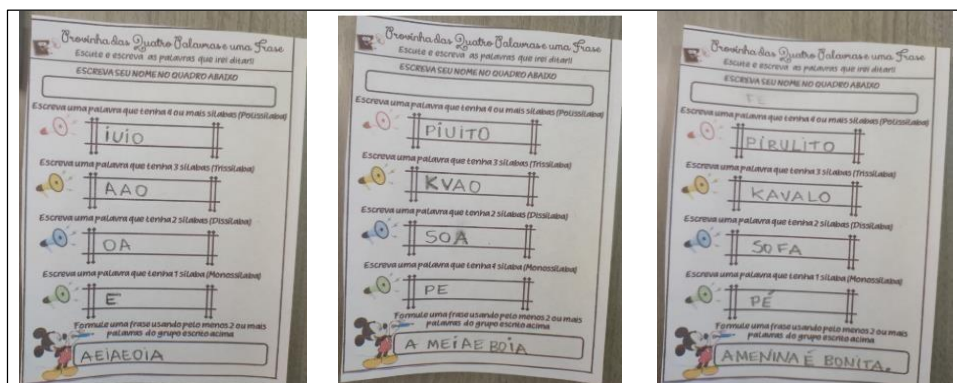 Provinha das Quatro Palavras e uma Frase
Escute e escreva as palavras que irei ditar!!
ESCREVA SEU NOME NO QUADRO ABAIXO
Escreva uma palavra que tenha 4 ou mais sílabas (Polissílaba)
IUIO
Escreva uma palavra que tenha 3 sílabas (Trissílaba)
AAO
Escreva uma palavra que tenha 2 sílabas (Dissílaba)
OA
Escreva uma palavra que tenha 1 sílaba (Monossílaba)
E
Formule uma frase usando pelo menos 2 ou mais
palavras do grupo escrito acima
AEIAEOIA
Provinha das Quatro Palavras e uma Frase
Escute e escreva as palavras que irei ditar!!
ESCREVA SEU NOME NO QUADRO ABAIXO
Escreva uma palavra que tenha 4 ou mais sílabas (Polissílaba)
PIUITO
Escreva uma palavra que tenha 3 sílabas (Trissílaba)
KVAO
Escreva uma palavra que tenha 2 sílabas (Dissílaba)
SOA
Escreva uma palavra que tenha 1 sílaba (Monossílaba)
PE
Formule uma frase usando pelo menos 2 ou mais
palavras do grupo escrito acima
A MEIAE BOIA
Provinha das Quatro Palavras e uma Frase
Escute e escreva as palavras que irei ditar!!
ESCREVA SEU NOME NO QUADRO ABAIXO
Escreva uma palavra que tenha 4 ou mais sílabas (Polissílaba)
PIRULITO
Escreva uma palavra que tenha 3 sílabas (Trissílaba)
KAVALO
Escreva uma palavra que tenha 2 sílabas (Dissílaba)
SOFA
Escreva uma palavra que tenha 1 sílaba (Monossílaba)
PÉ
Formule uma frase usando pelo menos 2 ou mais
palavras do grupo escrito acima
A MENINA É BONITA.